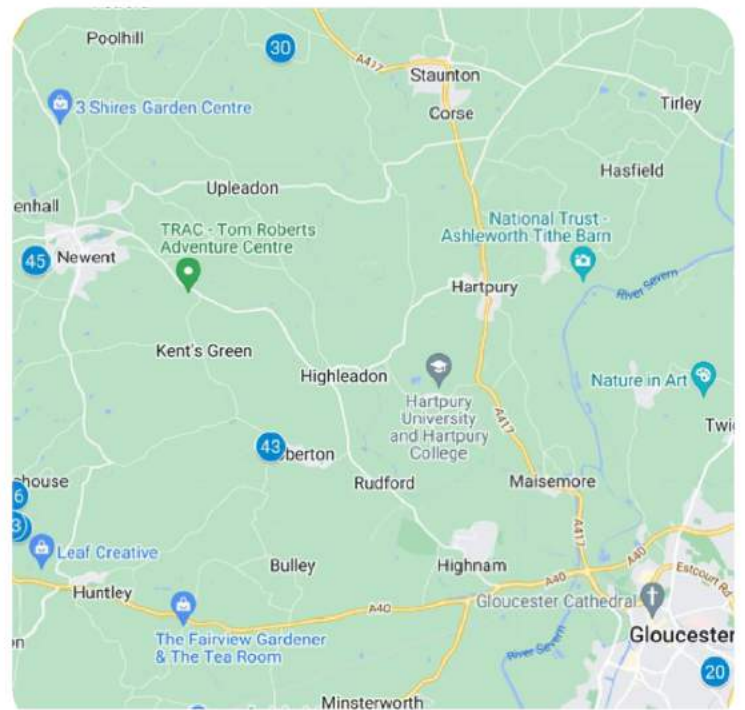 Poolhill
30
A417
Staunton
3 Shires Garden Centre
Corse
Tirley
Hasfield
Upleadon
enhall
TRAC - Tom Roberts
Adventure Centre
National Trust -
Ashleworth Tithe Barn
45
Newent
River Severn
Hartpury
Kent's Green
Highleadon
Nature in Art
Hartpury
University
and Hartpury
College
A417
Twi
43
berton
house
Rudford
Maisemore
6
3
A417
Leaf Creative
Bulley
Highnam
A40
A40
Estcourt Rd
Huntley
Gloucester Cathedral
A40
The Fairview Gardener
& The Tea Room
Gloucester
River Severn
20
Minsterworth